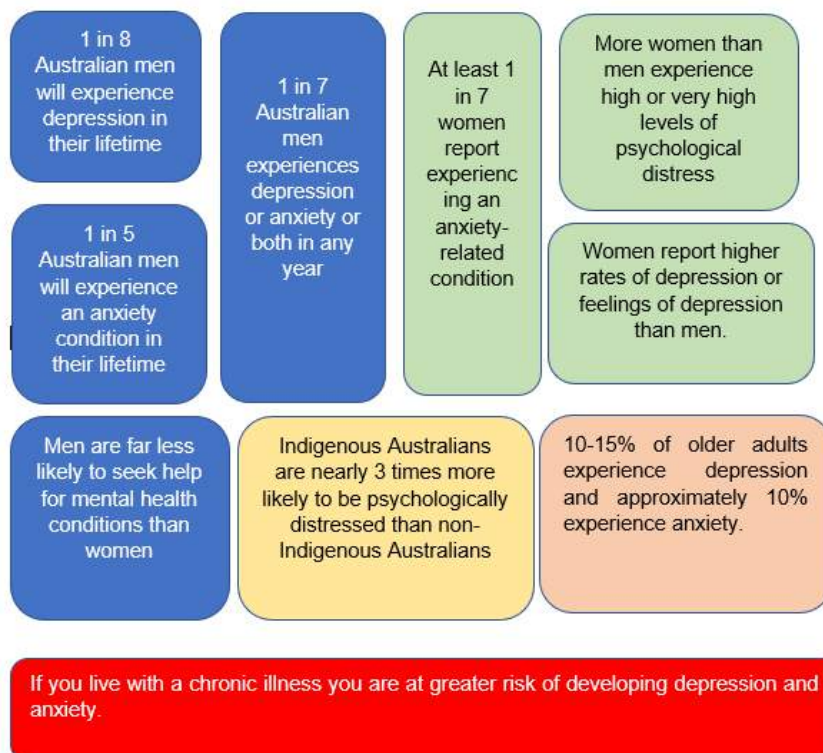 1 in 8
Australian men
will experience
depression in
their lifetime
1 in 5
Australian men
will experience
an anxiety
condition in
their lifetime
1 in 7
Australian
men
experiences
depression
or anxiety or
both in any
year
At least 1
in 7
women
report
experienc
ing an
anxiety-
related
condition
More women than
men experience
high or very high
levels of
psychological
distress
Women report higher
rates of depression or
feelings of depression
than men.
Men are far less
likely to seek help
for mental health
conditions than
women
Indigenous Australians
are nearly 3 times more
likely to be psychologically
distressed than non-
Indigenous Australians
10-15% of older adults
experience depression
and approximately 10%
experience anxiety.
If you live with a chronic illness you are at greater risk of developing depression and
anxiety.